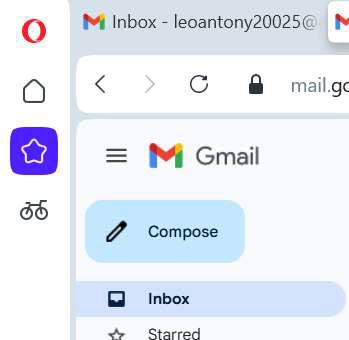 Inbox - leoantony20025@
mail.go
Gmail
Compose
Inbox
Starred